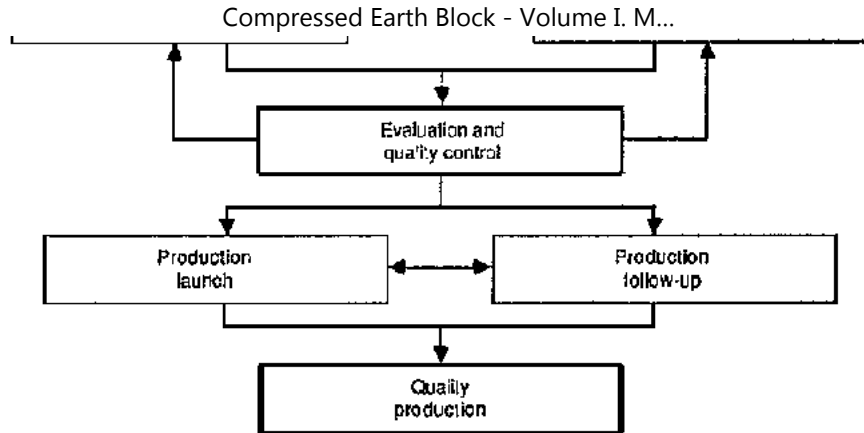 Compressed Earth Block - Volume I. M...
Evaluation and
quality control
Production
launch
Production
follow-up
Quality
production